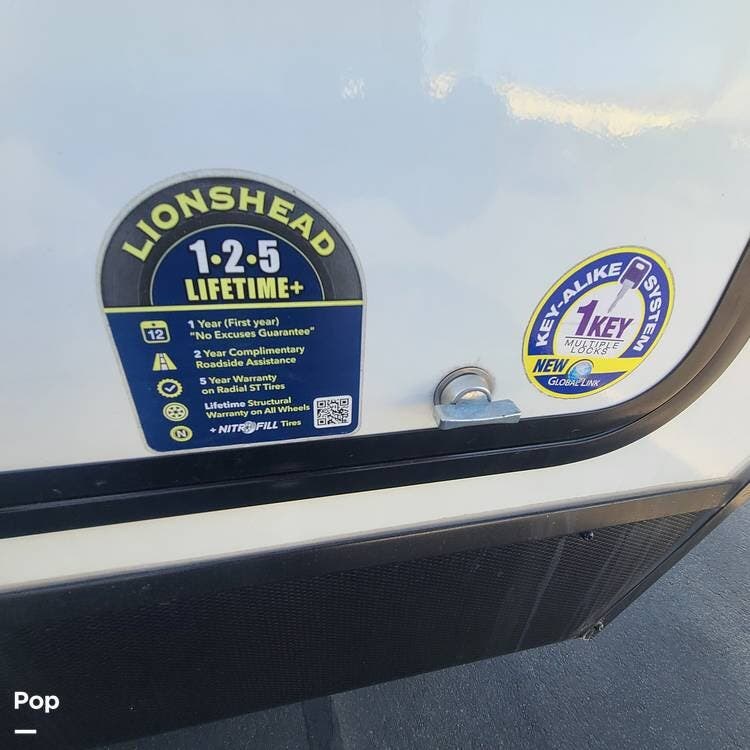 LIONSHEAD
1•2•5
LIFETIME+
12
1 Year (First year)
"No Excuses Guarantee"
2 Year Complimentary
Roadside Assistance
5 Year Warranty
on Radial ST Tires
Lifetime Structural
Warranty on All Wheels
N
+ NITROFILL Tires
KEY-ALIKE SYSTEM
1KEY
MULTIPLE
LOCKS
NEW
GLOBAL LINK
Pop